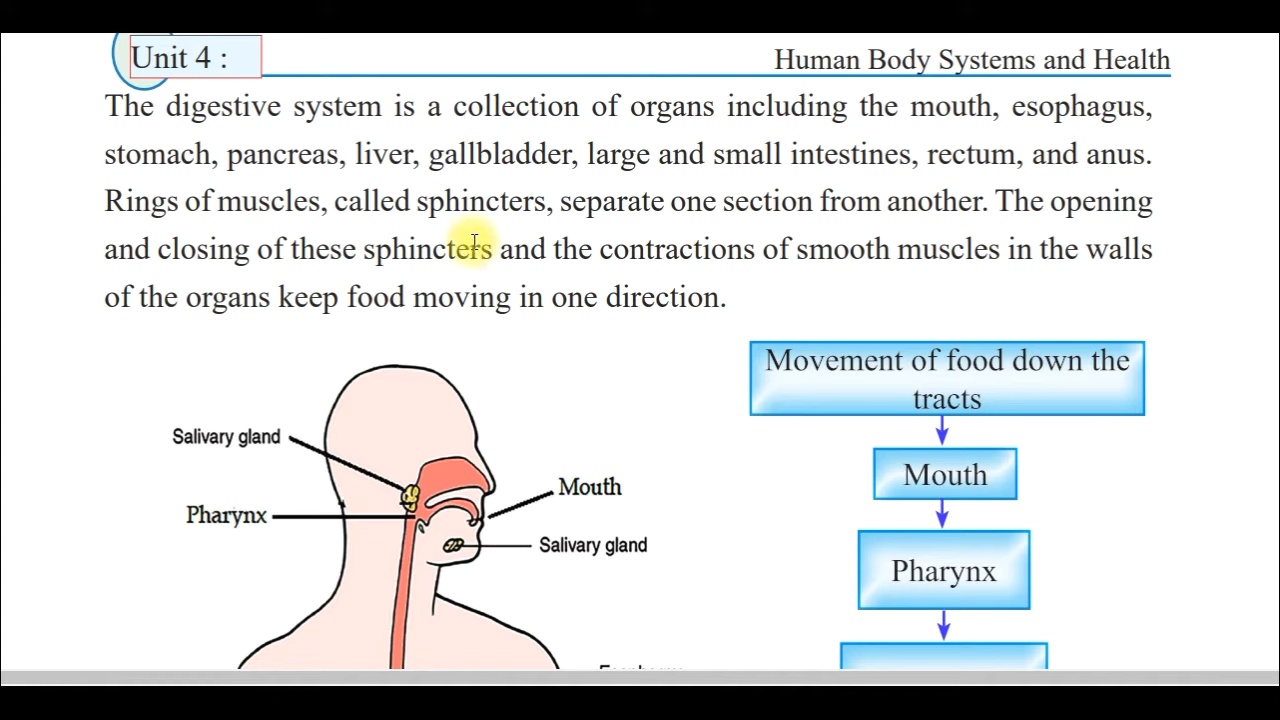 Unit 4 :
Human Body Systems and Health
The digestive system is a collection of organs including the mouth, esophagus,
stomach, pancreas, liver, gallbladder, large and small intestines, rectum, and anus.
Rings of muscles, called sphincters, separate one section from another. The opening
and closing of these sphincters and the contractions of smooth muscles in the walls
of the organs keep food moving in one direction.
Salivary gland
Pharynx
Mouth
Salivary gland
Movement of food down the
tracts
Mouth
Pharynx